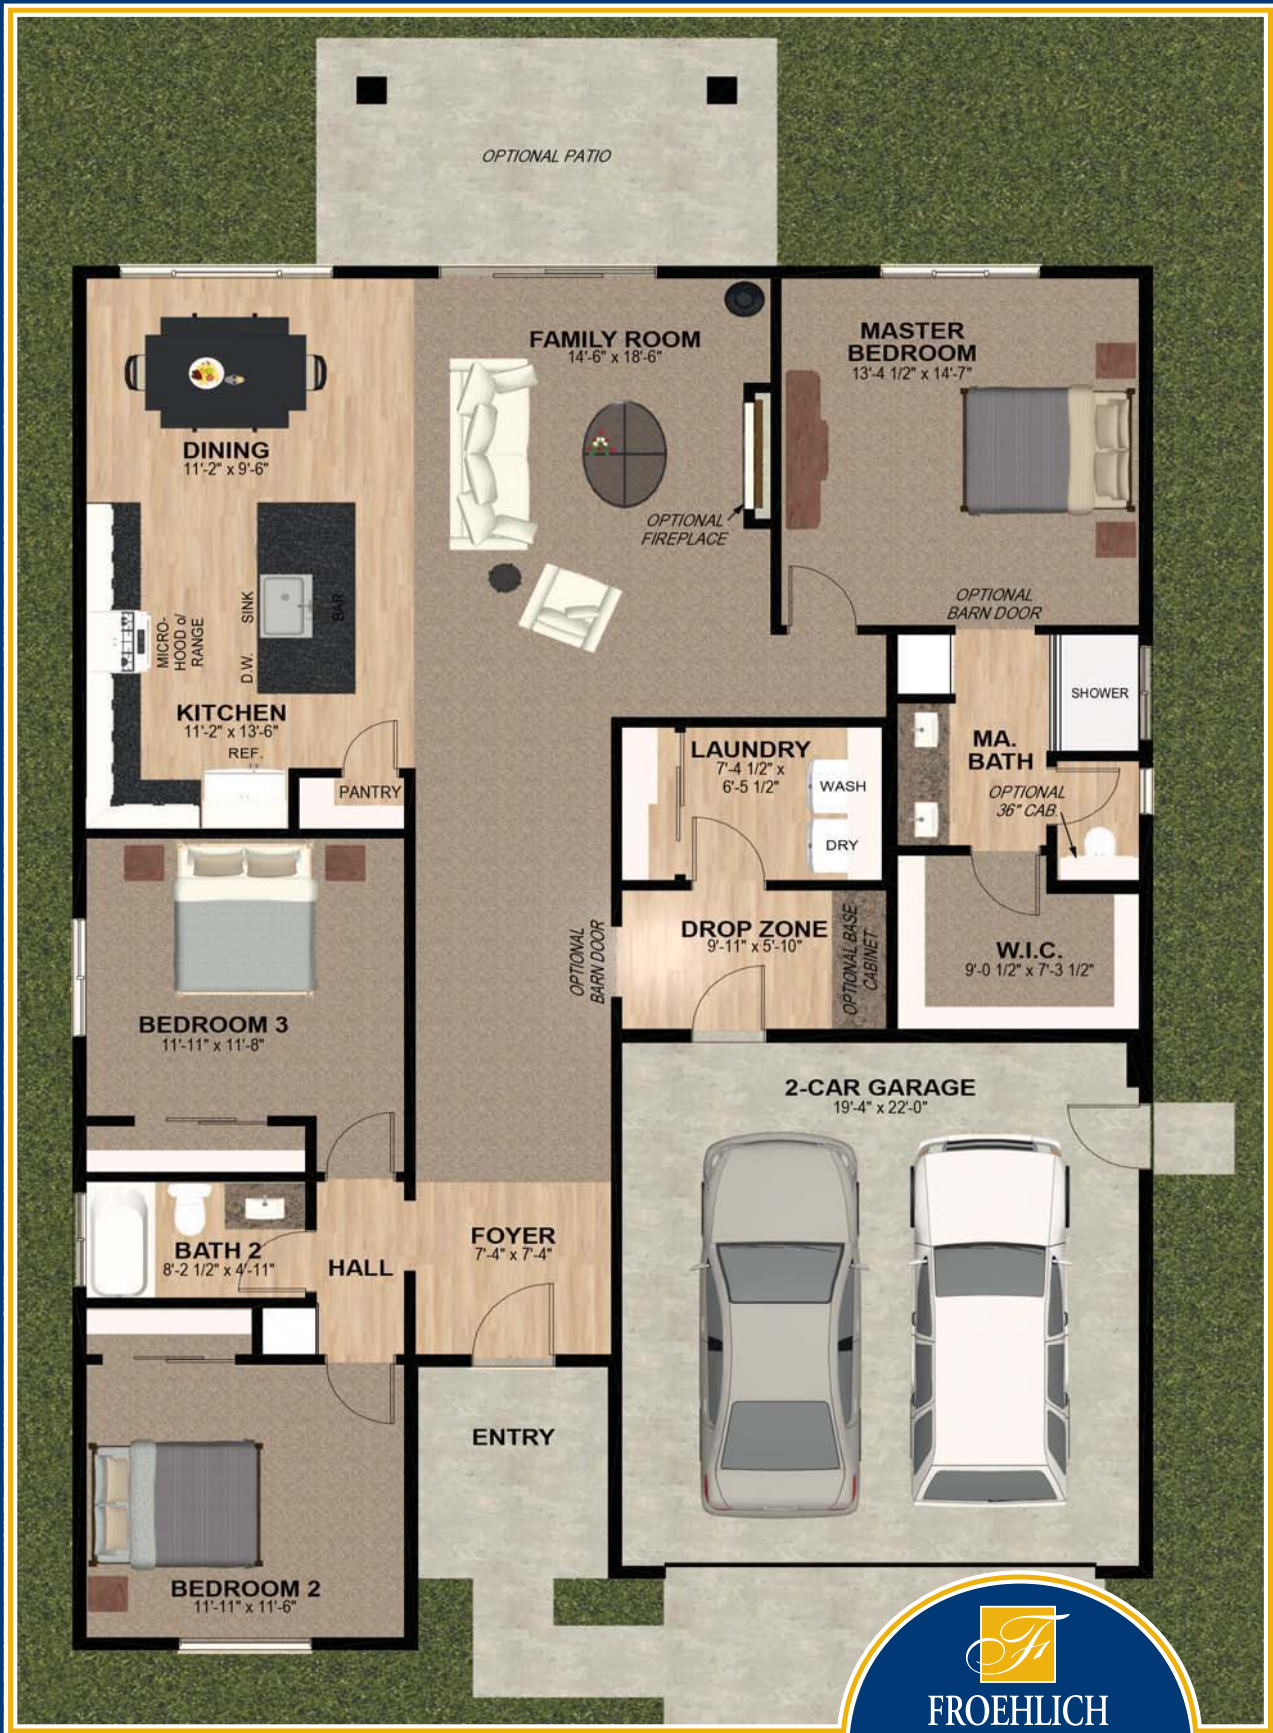 OPTIONAL PATIO
FAMILY ROOM
14'-6" x 18'-6"
MASTER
BEDROOM
13'-4 1/2" x 14'-7"
DINING
11'-2" x 9'-6"
OPTIONAL
FIREPLACE
OPTIONAL
BARN DOOR
MICRO-
HOOD o/
RANGE
D.W.
SINK
BAR
KITCHEN
11'-2" x 13'-6"
REF.
PANTRY
LAUNDRY
7'-4 1/2" x
6'-5 1/2"
WASH
DRY
SHOWER
MA.
BATH
OPTIONAL
36" CAB.
DROP ZONE
9'-11" x 5'-10"
OPTIONAL BASE
CABINET
OPTIONAL
BARN DOOR
W.I.C.
9'-0 1/2" x 7'-3 1/2"
BEDROOM 3
11'-11" x 11'-8"
2-CAR GARAGE
19'-4" x 22'-0"
BATH 2
8'-2 1/2" x 4'-11"
HALL
FOYER
7'-4" x 7'-4"
ENTRY
BEDROOM 2
11'-11" x 11'-6"
F
FROEHLICH